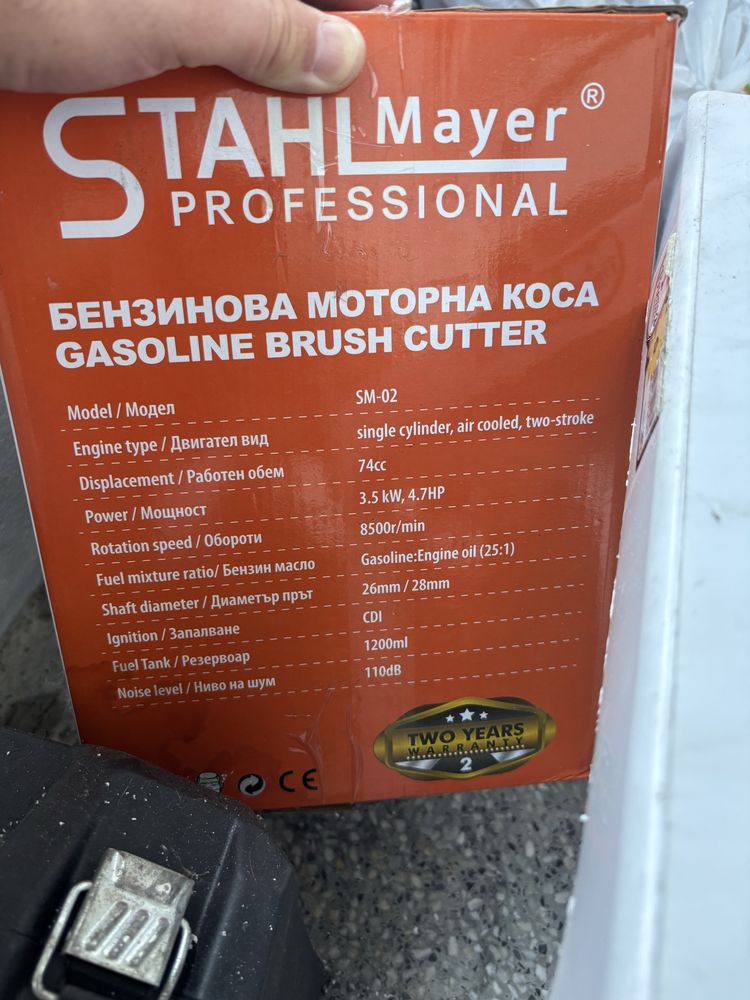 STAHLMayer®
PROFESSIONAL
БЕНЗИНОВА МОТОРНА КОСА
GASOLINE BRUSH CUTTER
Model / Модел SM-02
Engine type / Двигател вид single cylinder, air cooled, two-stroke
Displacement / Работен обем 74cc
Power / Мощност 3.5 kW, 4.7HP
Rotation speed / Обороти 8500r/min
Fuel mixture ratio/ Бензин масло Gasoline:Engine oil (25:1)
Shaft diameter / Диаметър прът 26mm / 28mm
Ignition / Запалване CDI
Fuel Tank / Резервоар 1200ml
Noise level / Ниво на шум 110dB
TWO YEARS
WARRANTY
2
CE